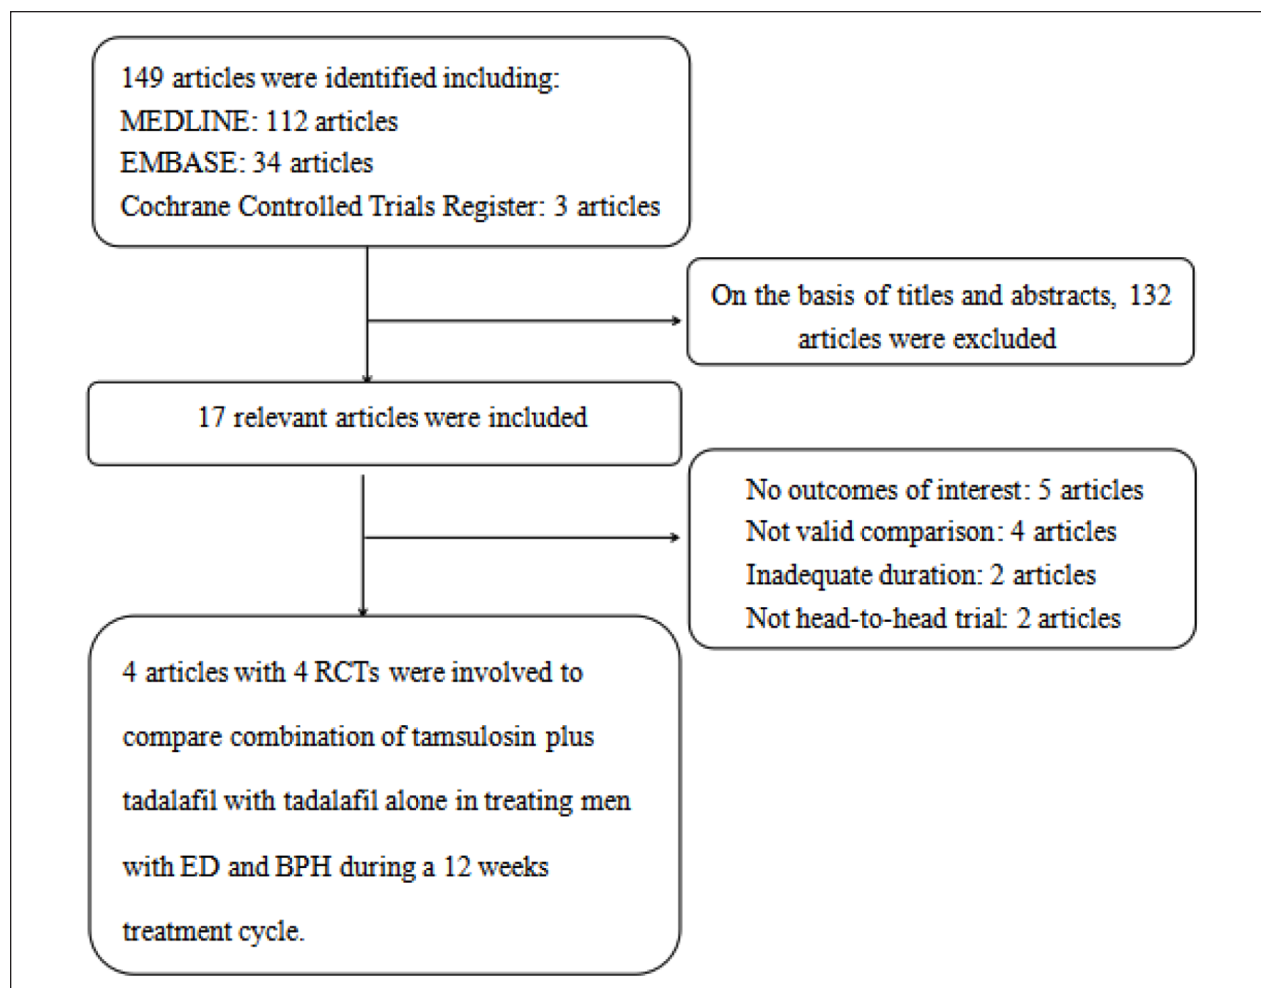 149 articles were identified including:
MEDLINE: 112 articles
EMBASE: 34 articles
Cochrane Controlled Trials Register: 3 articles
On the basis of titles and abstracts, 132
articles were excluded
17 relevant articles were included
No outcomes of interest: 5 articles
Not valid comparison: 4 articles
Inadequate duration: 2 articles
Not head-to-head trial: 2 articles
4 articles with 4 RCTs were involved to
compare combination of tamsulosin plus
tadalafil with tadalafil alone in treating men
with ED and BPH during a 12 weeks
treatment cycle.